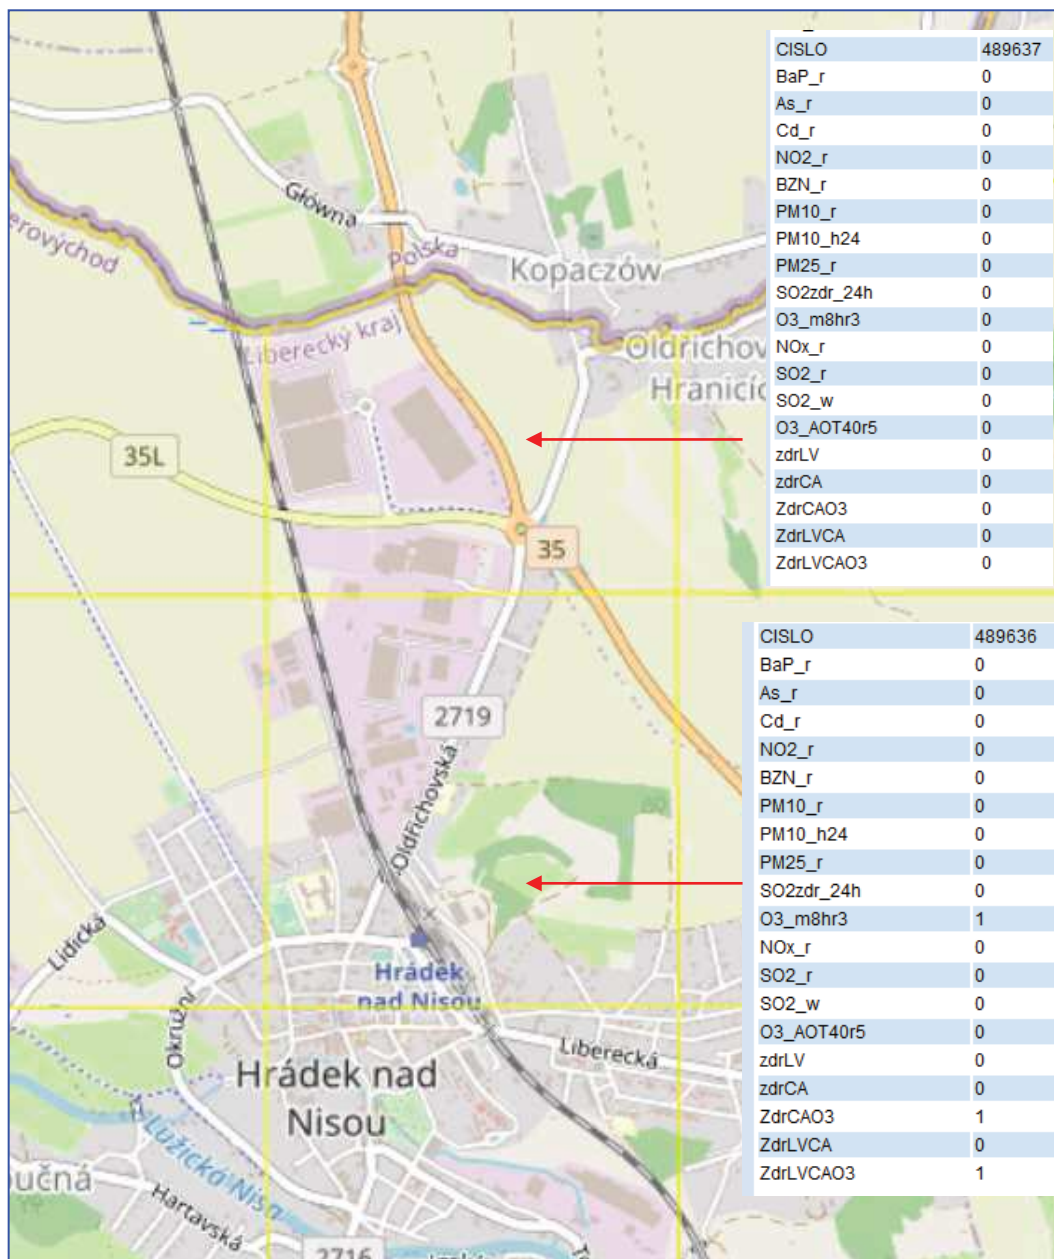 CISLO 489637
BaP_r 0
As_r 0
Cd_r 0
NO2_r 0
BZN_r 0
PM10_r 0
PM10_h24 0
PM25_r 0
SO2zdr_24h 0
O3_m8hr3 0
NOx_r 0
SO2_r 0
SO2_w 0
O3_AOT40r5 0
zdrLV 0
zdrCA 0
ZdrCAO3 0
ZdrLVCA 0
ZdrLVCAO3 0
Główna
erovýchod
Polska
Kopaczów
Liberecký kraj
Oldřichov
Hranicíc
35L
35
2719
Oldřichovská
CISLO 489636
BaP_r 0
As_r 0
Cd_r 0
NO2_r 0
BZN_r 0
PM10_r 0
PM10_h24 0
PM25_r 0
SO2zdr_24h 0
O3_m8hr3 1
NOx_r 0
SO2_r 0
SO2_w 0
O3_AOT40r5 0
zdrLV 0
zdrCA 0
ZdrCAO3 1
ZdrLVCA 0
ZdrLVCAO3 1
Lidická
Hrádek
nad Nisou
Okružní
Liberecká
Hrádek nad
Nisou
Lužická Nisa
oučná
Hartavská
2716